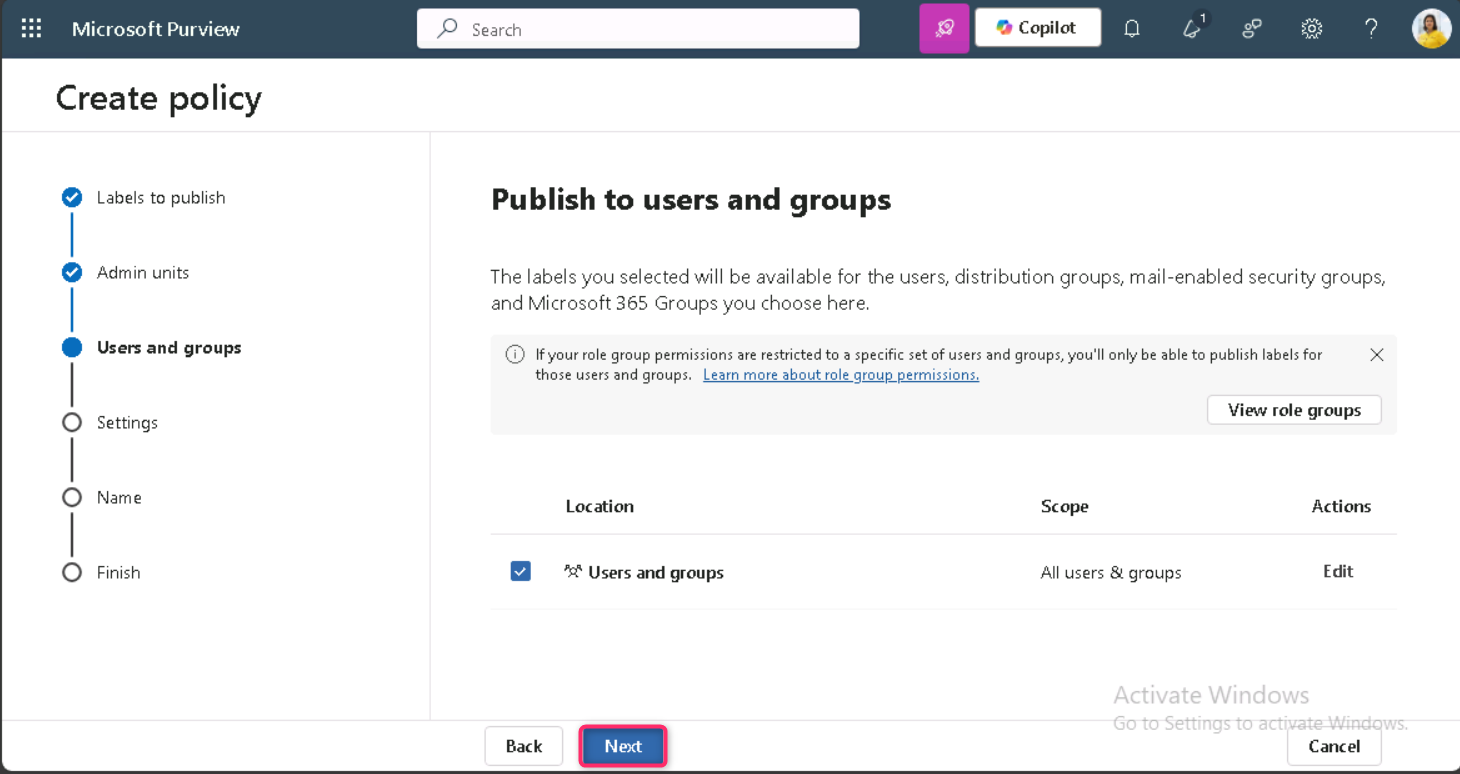 Microsoft Purview
Search
Copilot
1
Create policy
Labels to publish
Admin units
Users and groups
Settings
Name
Finish
Publish to users and groups
The labels you selected will be available for the users, distribution groups, mail-enabled security groups,
and Microsoft 365 Groups you choose here.
If your role group permissions are restricted to a specific set of users and groups, you'll only be able to publish labels for
those users and groups. Learn more about role group permissions.
View role groups
Location Scope Actions
Users and groups All users & groups Edit
Activate Windows
Go to Settings to activate Windows.
Back Next Cancel